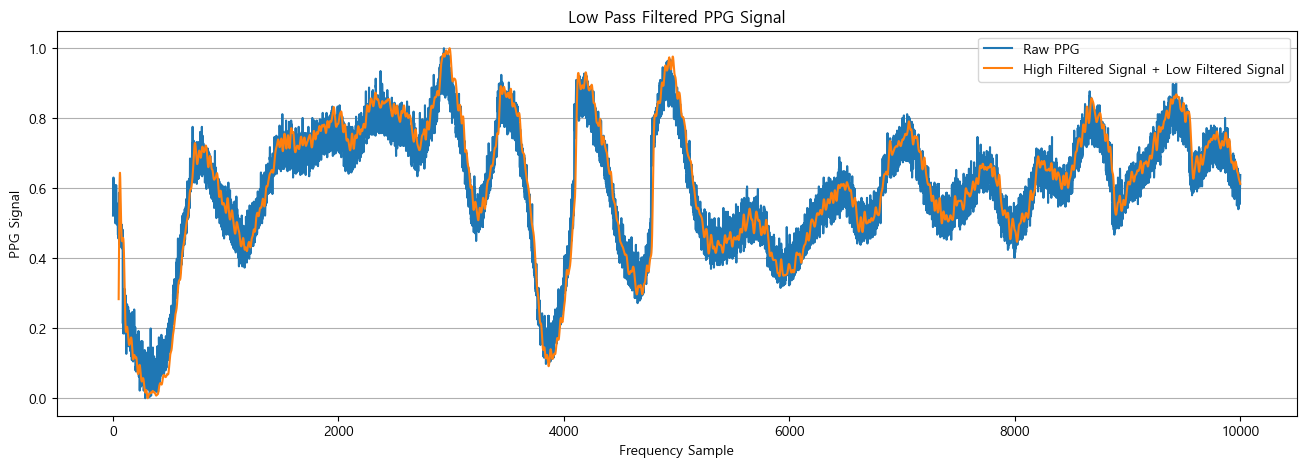 Low Pass Filtered PPG Signal
Raw PPG
High Filtered Signal + Low Filtered Signal
PPG Signal
1.0
0.8
0.6
0.4
0.2
0.0
0 2000 4000 6000 8000 10000
Frequency Sample